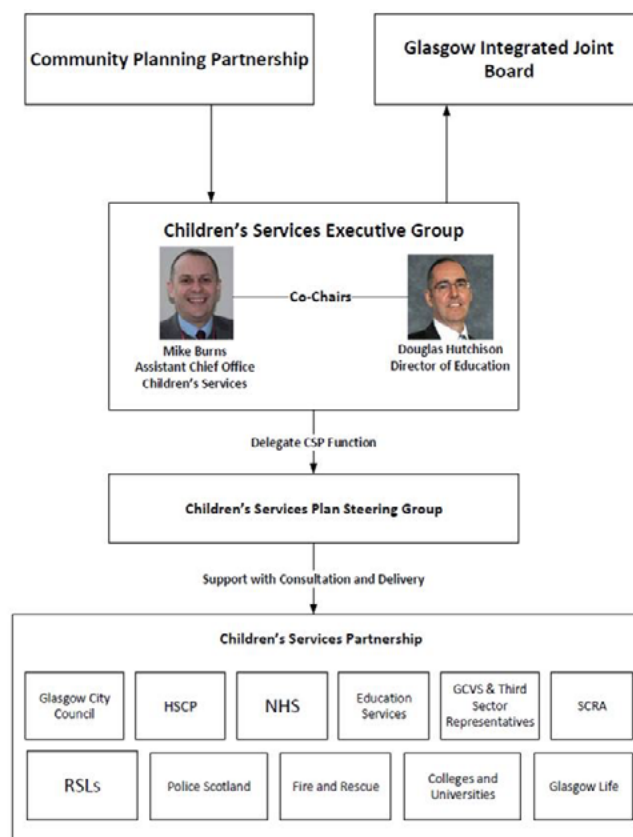 Community Planning Partnership
Glasgow Integrated Joint
Board
Children's Services Executive Group
Co-Chairs
Mike Burns
Assistant Chief Office
Children's Services
Douglas Hutchison
Director of Education
Delegate CSP Function
Children's Services Plan Steering Group
Support with Consultation and Delivery
Children's Services Partnership
Glasgow City
Council
HSCP
NHS
Education
Services
GCVS & Third
Sector
Representatives
SCRA
RSLs
Police Scotland
Fire and Rescue
Colleges and
Universities
Glasgow Life